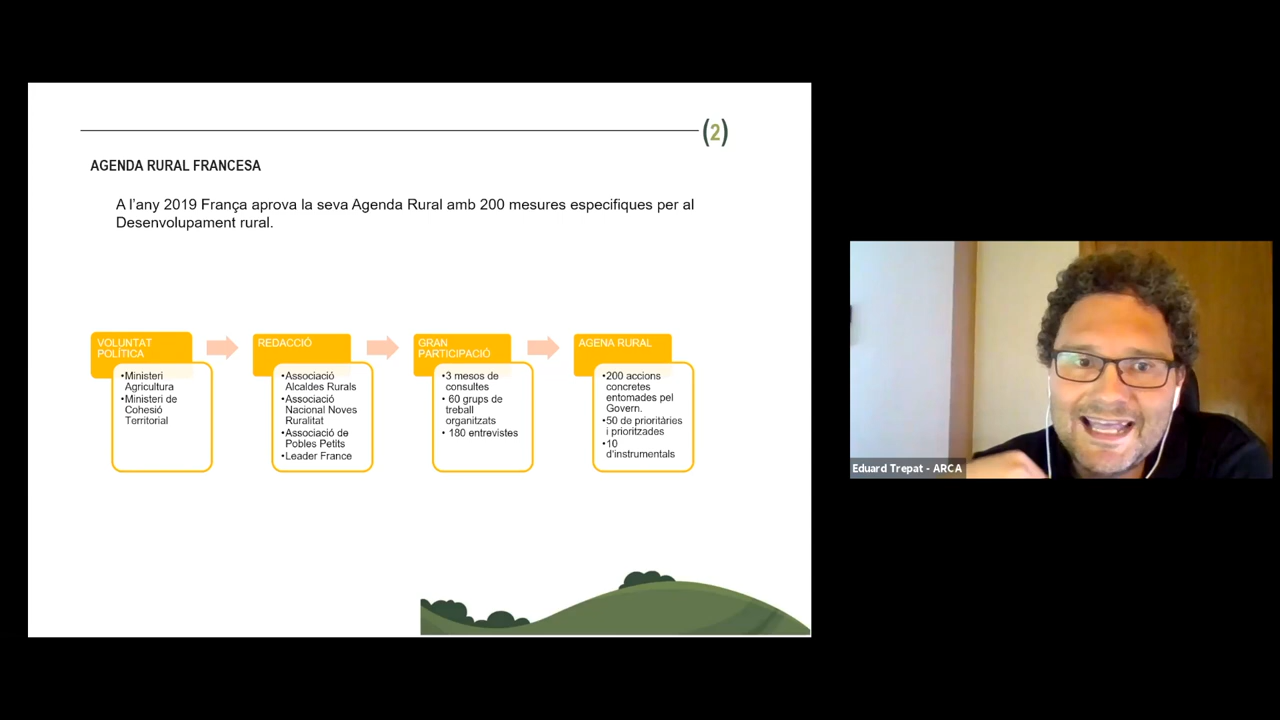 (2)
AGENDA RURAL FRANCESA
A l'any 2019 França aprova la seva Agenda Rural amb 200 mesures especifiques per al
Desenvolupament rural.
VOLUNTAT
POLÍTICA
•Ministeri
Agricultura
•Ministeri de
Cohesió
Territorial
REDACCIÓ
•Associació
Alcaldes Rurals
•Associació
Nacional Noves
Ruralitat
•Associació de
Pobles Petits
•Leader France
GRAN
PARTICIPACIÓ
•3 mesos de
consultes
• 60 grups de
treball
organitzats
• 180 entrevistes
AGENA RURAL
•200 accions
concretes
entomades pel
Govern.
•50 de prioritàries
i prioritzades
•10
d'instrumentals
Eduard Trepat - ARCA